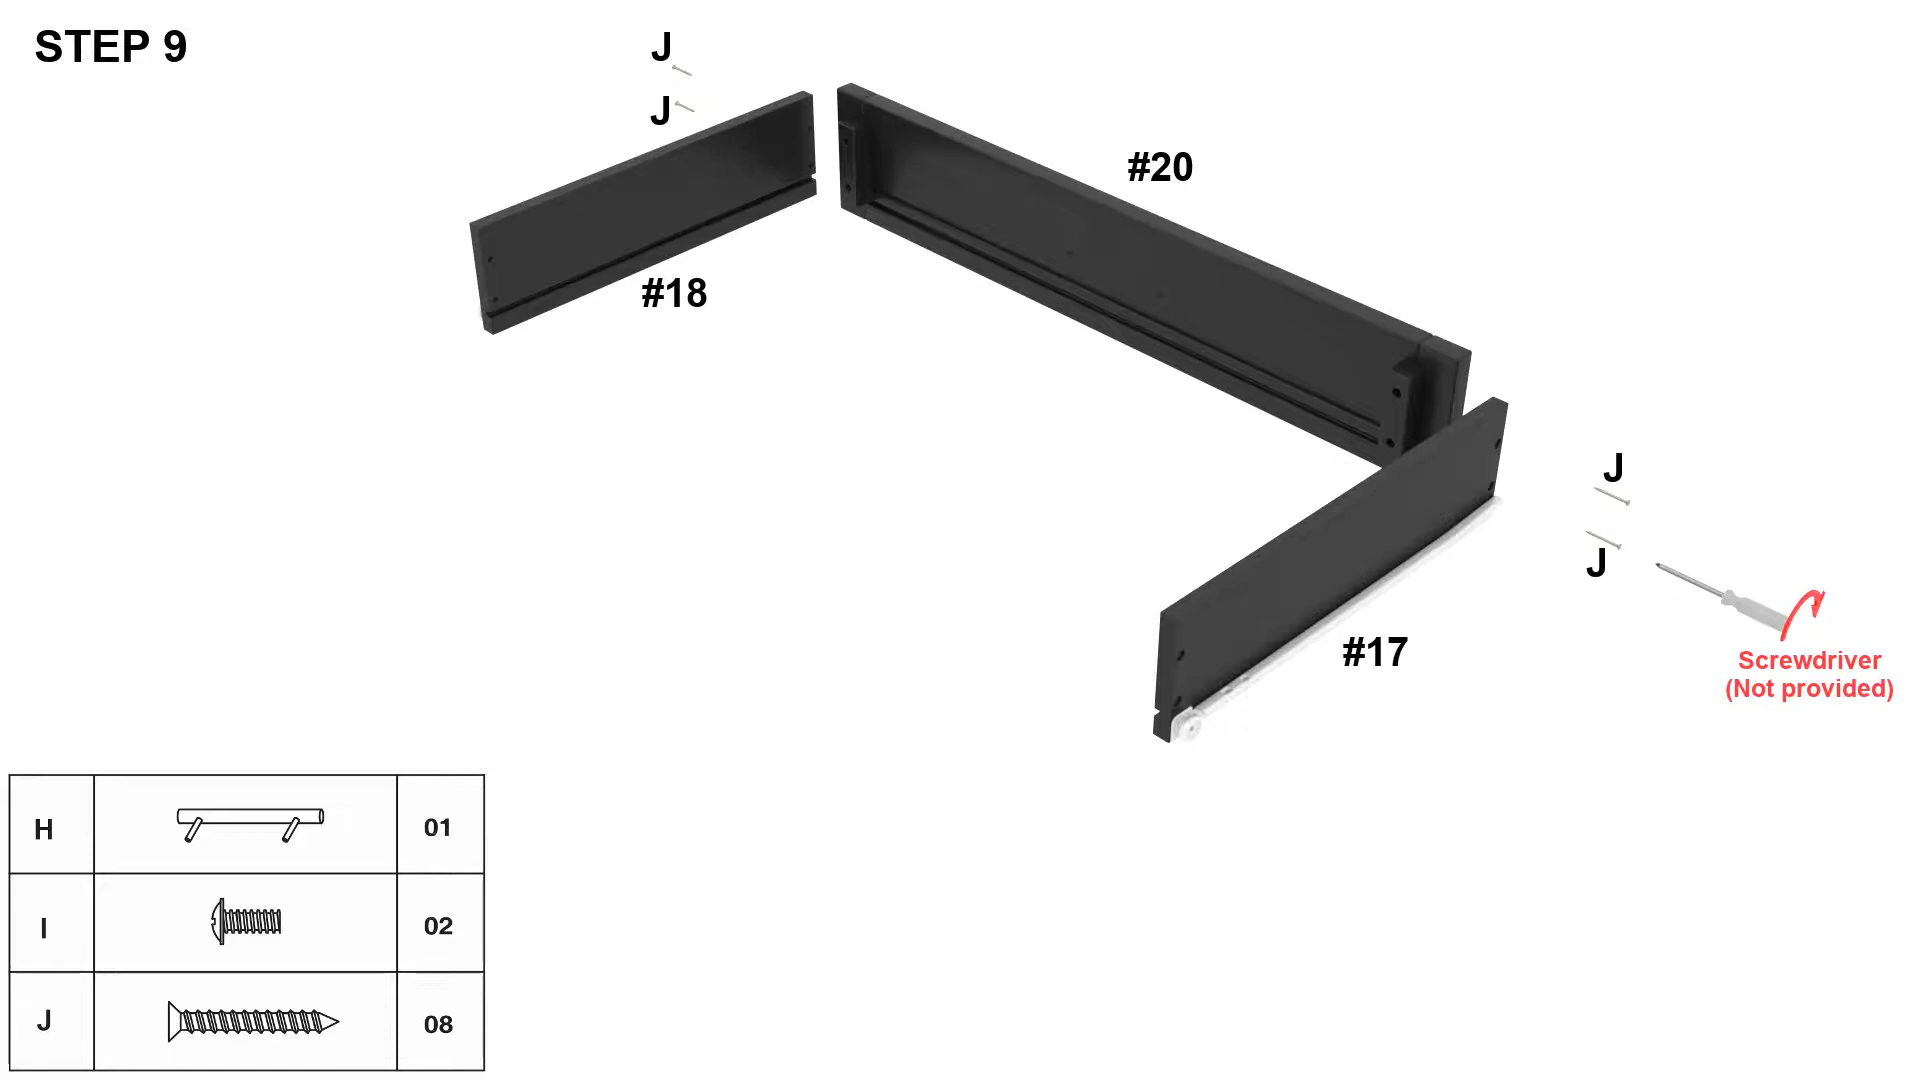 STEP 9
J
J
#20
#18
J
J
#17
Screwdriver
(Not provided)
H 01
I 02
J 08